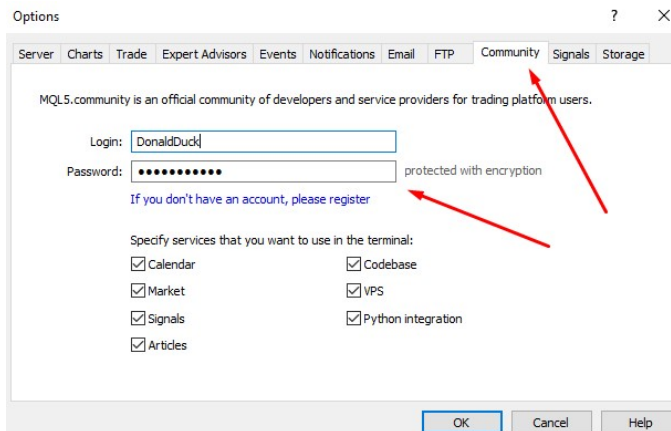 Options ? X
Server Charts Trade Expert Advisors Events Notifications Email FTP Community Signals Storage
MQL5.community is an official community of developers and service providers for trading platform users.
Login: DonaldDuck
Password: ●●●●●●●●●●● protected with encryption
If you don't have an account, please register
Specify services that you want to use in the terminal:
Calendar Codebase
Market VPS
Signals Python integration
Articles
OK Cancel Help